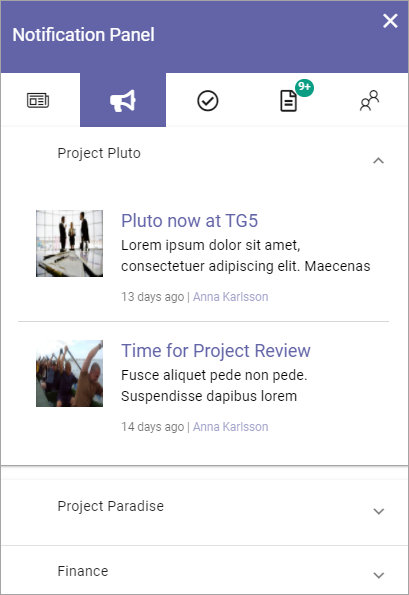 Notification Panel
9+
Project Pluto
Pluto now at TG5
Lorem ipsum dolor sit amet,
consectetuer adipiscing elit. Maecenas
13 days ago | Anna Karlsson
Time for Project Review
Fusce aliquet pede non pede.
Suspendisse dapibus lorem
14 days ago | Anna Karlsson
Project Paradise
Finance